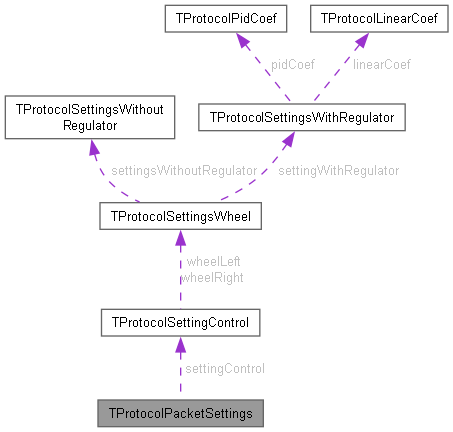 TProtocolPidCoef
TProtocolLinearCoef
pidCoef
linearCoef
TProtocolSettingsWithout
Regulator
TProtocolSettingsWithRegulator
settingsWithoutRegulator
settingWithRegulator
TProtocolSettingsWheel
wheelLeft
wheelRight
TProtocolSettingControl
settingControl
TProtocolPacketSettings